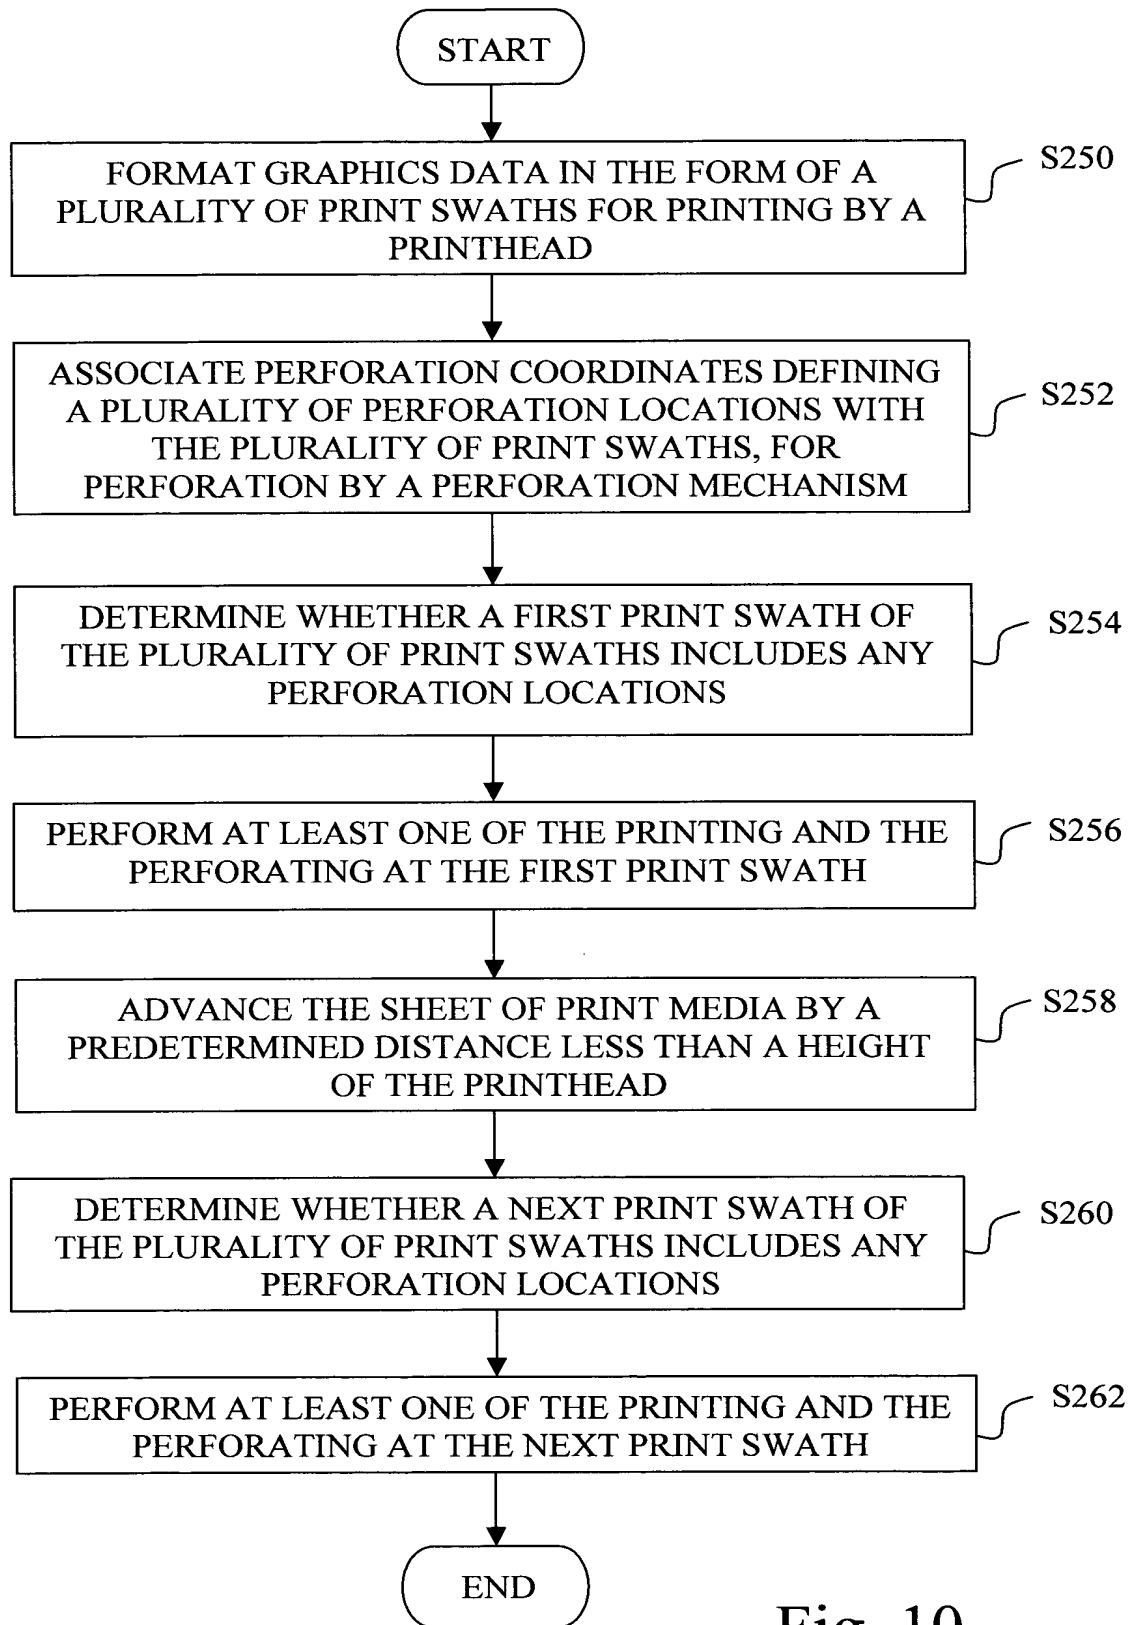 START
FORMAT GRAPHICS DATA IN THE FORM OF A
PLURALITY OF PRINT SWATHS FOR PRINTING BY A
PRINTHEAD
S250
ASSOCIATE PERFORATION COORDINATES DEFINING
A PLURALITY OF PERFORATION LOCATIONS WITH
THE PLURALITY OF PRINT SWATHS, FOR
PERFORATION BY A PERFORATION MECHANISM
S252
DETERMINE WHETHER A FIRST PRINT SWATH OF
THE PLURALITY OF PRINT SWATHS INCLUDES ANY
PERFORATION LOCATIONS
S254
PERFORM AT LEAST ONE OF THE PRINTING AND THE
PERFORATING AT THE FIRST PRINT SWATH
S256
ADVANCE THE SHEET OF PRINT MEDIA BY A
PREDETERMINED DISTANCE LESS THAN A HEIGHT
OF THE PRINTHEAD
S258
DETERMINE WHETHER A NEXT PRINT SWATH OF
THE PLURALITY OF PRINT SWATHS INCLUDES ANY
PERFORATION LOCATIONS
S260
PERFORM AT LEAST ONE OF THE PRINTING AND THE
PERFORATING AT THE NEXT PRINT SWATH
S262
END
Fig. 10